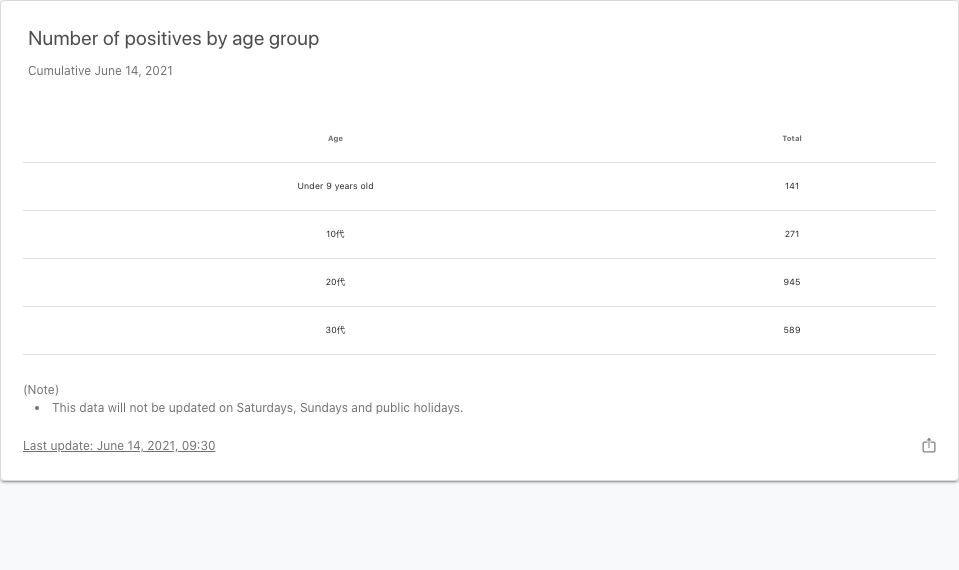 Number of positives by age group
Cumulative June 14, 2021
Age Total
Under 9 years old 141
10代 271
20代 945
30代 589
(Note)
• This data will not be updated on Saturdays, Sundays and public holidays.
Last update: June 14, 2021, 09:30